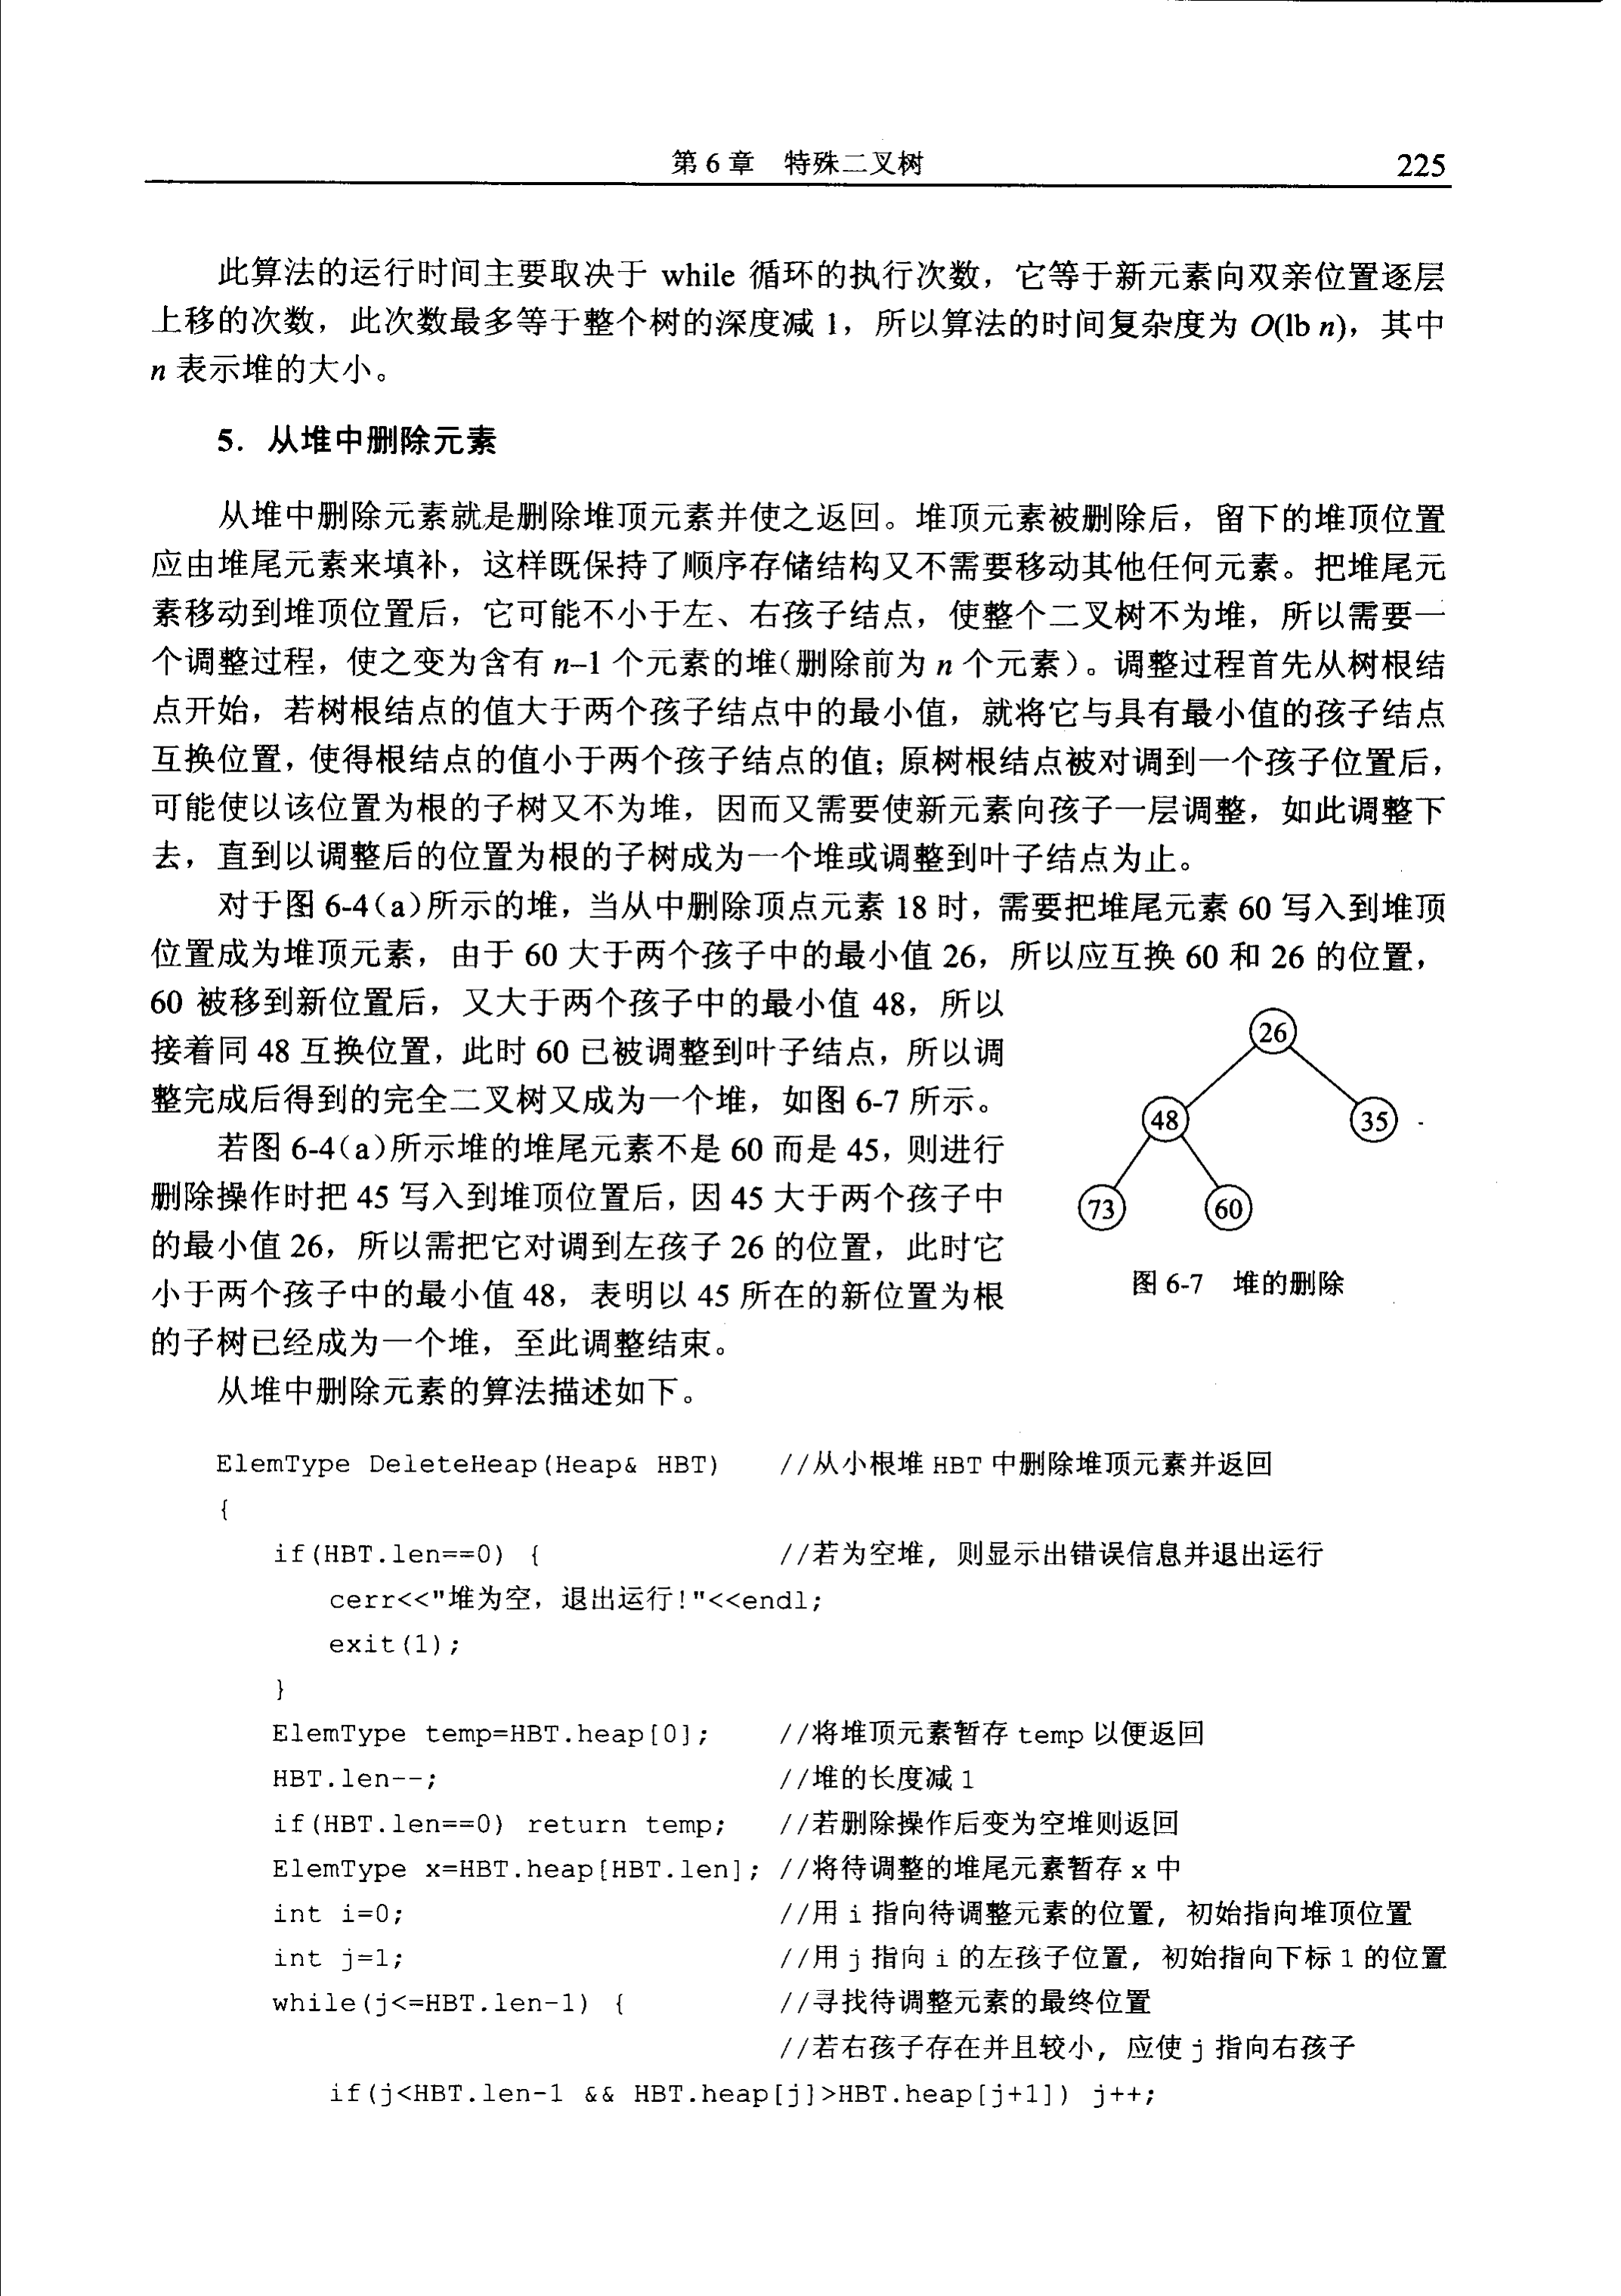 第 6 章　特殊二叉树
225
此算法的运行时间主要取决于 while 循环的执行次数，它等于新元素向双亲位置逐层
上移的次数，此次数最多等于整个树的深度减 1，所以算法的时间复杂度为 O(lb n)，其中
n 表示堆的大小。
5．从堆中删除元素
从堆中删除元素就是删除堆顶元素并使之返回。堆顶元素被删除后，留下的堆顶位置
应由堆尾元素来填补，这样既保持了顺序存储结构又不需要移动其他任何元素。把堆尾元
素移动到堆顶位置后，它可能不小于左、右孩子结点，使整个二叉树不为堆，所以需要一
个调整过程，使之变为含有 n–1 个元素的堆(删除前为 n 个元素)。调整过程首先从树根结
点开始，若树根结点的值大于两个孩子结点中的最小值，就将它与具有最小值的孩子结点
互换位置，使得根结点的值小于两个孩子结点的值；原树根结点被对调到一个孩子位置后，
可能使以该位置为根的子树又不为堆，因而又需要使新元素向孩子一层调整，如此调整下
去，直到以调整后的位置为根的子树成为一个堆或调整到叶子结点为止。
对于图 6-4(a)所示的堆，当从中删除顶点元素 18 时，需要把堆尾元素 60 写入到堆顶
位置成为堆顶元素，由于 60 大于两个孩子中的最小值 26，所以应互换 60 和 26 的位置，
60 被移到新位置后，又大于两个孩子中的最小值 48，所以
接着同 48 互换位置，此时 60 已被调整到叶子结点，所以调
整完成后得到的完全二叉树又成为一个堆，如图 6-7 所示。
若图 6-4(a)所示堆的堆尾元素不是 60 而是 45，则进行
删除操作时把 45 写入到堆顶位置后，因 45 大于两个孩子中
的最小值 26，所以需把它对调到左孩子 26 的位置，此时它
小于两个孩子中的最小值 48，表明以 45 所在的新位置为根
的子树已经成为一个堆，至此调整结束。
26
48
35
73
60
图 6-7　堆的删除
从堆中删除元素的算法描述如下。
ElemType DeleteHeap(Heap& HBT)　//从小根堆 HBT 中删除堆顶元素并返回
{
if(HBT.len==0) {　//若为空堆，则显示出错误信息并退出运行
cerr<<"堆为空，退出运行!"<<endl;
exit(1);
}
ElemType temp=HBT.heap[0];　//将堆顶元素暂存 temp 以便返回
HBT.len--;　//堆的长度减 1
if(HBT.len==0) return temp;　//若删除操作后变为空堆则返回
ElemType x=HBT.heap[HBT.len];　//将待调整的堆尾元素暂存 x 中
int i=0;　//用 i 指向待调整元素的位置，初始指向堆顶位置
int j=1;　//用 j 指向 i 的左孩子位置，初始指向下标 1 的位置
while(j<=HBT.len-1) {　//寻找待调整元素的最终位置
//若右孩子存在并且较小，应使 j 指向右孩子
if(j<HBT.len-1 && HBT.heap[j]>HBT.heap[j+1]) j++;